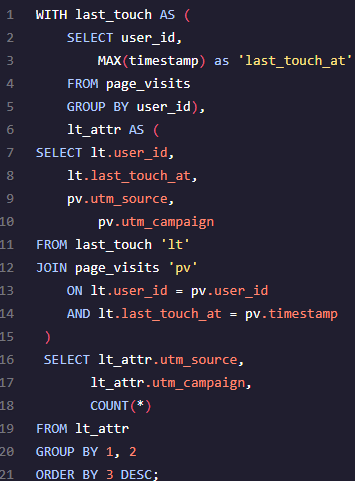 1 WITH last_touch AS (
2     SELECT user_id,
3         MAX(timestamp) as 'last_touch_at'
4     FROM page_visits
5     GROUP BY user_id),
6     lt_attr AS (
7 SELECT lt.user_id,
8     lt.last_touch_at,
9     pv.utm_source,
10         pv.utm_campaign
11 FROM last_touch 'lt'
12 JOIN page_visits 'pv'
13     ON lt.user_id = pv.user_id
14     AND lt.last_touch_at = pv.timestamp
15  )
16  SELECT lt_attr.utm_source,
17        lt_attr.utm_campaign,
18        COUNT(*)
19 FROM lt_attr
20 GROUP BY 1, 2
21 ORDER BY 3 DESC;